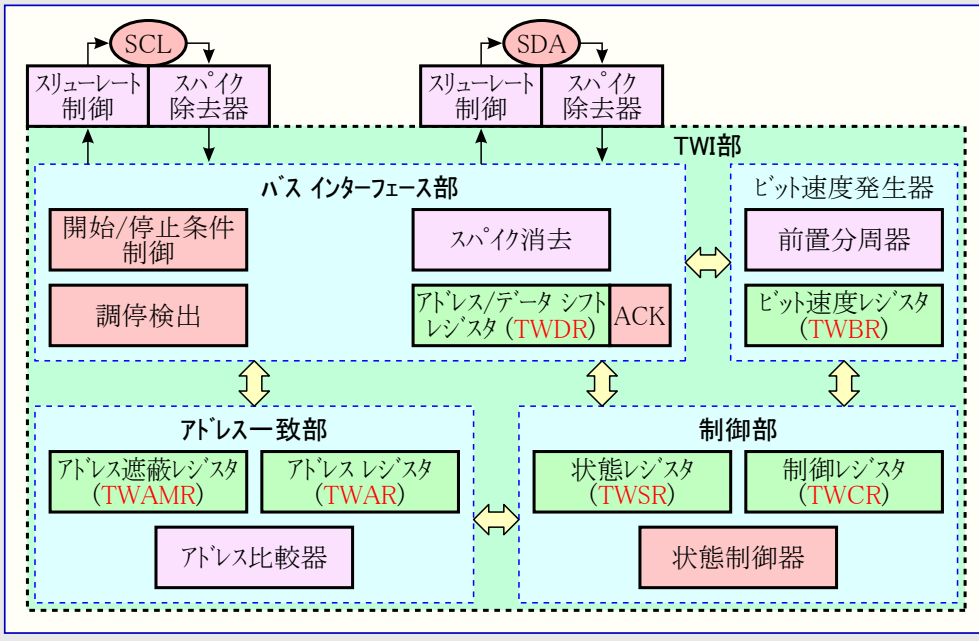 SCL
SDA
スリューレート
制御
スパイク
除去器
スリューレート
制御
スパイク
除去器
TWI部
バス インターフェース部
ビット速度発生器
開始/停止条件
制御
スパイク消去
前置分周器
調停検出
アドレス/データ シフト
レジスタ (TWDR)
ACK
ビット速度レジスタ
(TWBR)
アドレス一致部
制御部
アドレス遮蔽レジスタ
(TWAMR)
アドレス レジスタ
(TWAR)
状態レジスタ
(TWSR)
制御レジスタ
(TWCR)
アドレス比較器
状態制御器